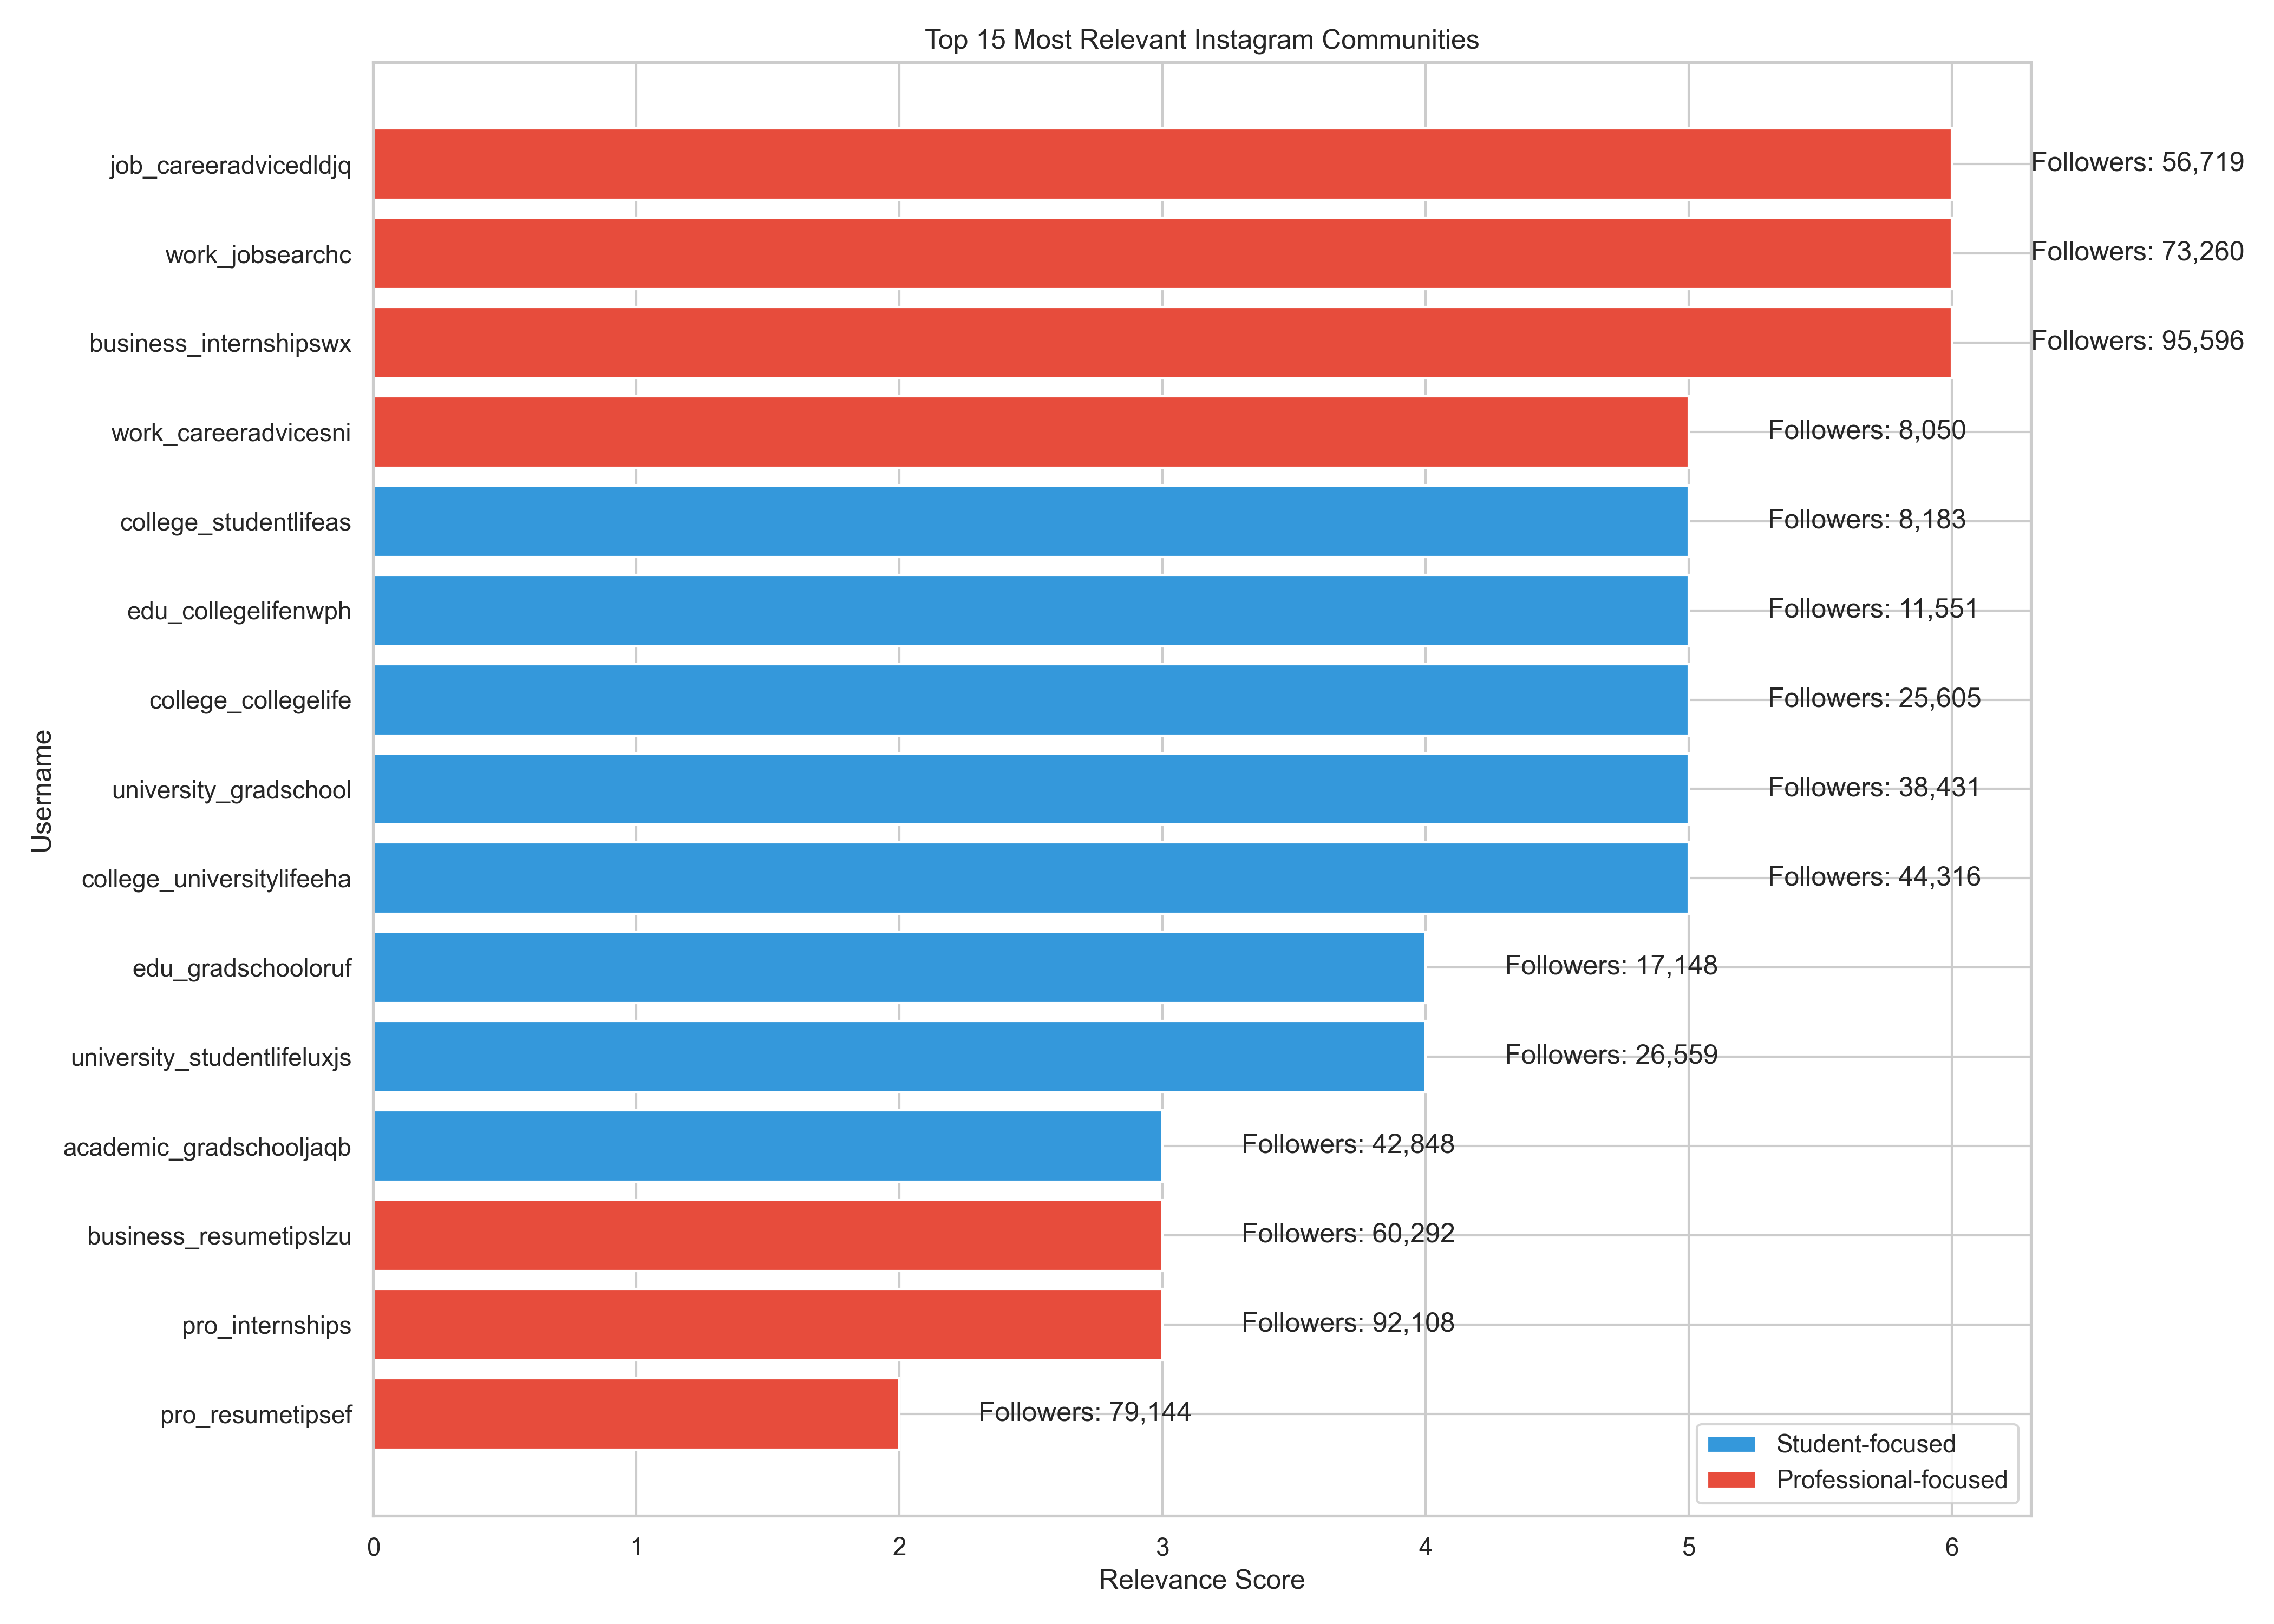 Top 15 Most Relevant Instagram Communities
job_careeradvicedldjq
Followers: 56,719
work_jobsearchc
Followers: 73,260
business_internshipswx
Followers: 95,596
work_careeradvicesni
Followers: 8,050
college_studentlifeas
Followers: 8,183
edu_collegelifenwph
Followers: 11,551
college_collegelife
Followers: 25,605
university_gradschool
Followers: 38,431
college_universitylifeeha
Followers: 44,316
edu_gradschooloruf
Followers: 17,148
university_studentlifeluxjs
Followers: 26,559
academic_gradschooljaqb
Followers: 42,848
business_resumetipslzu
Followers: 60,292
pro_internships
Followers: 92,108
pro_resumetipsef
Followers: 79,144
Username
Student-focused
Professional-focused
0 1 2 3 4 5 6
Relevance Score